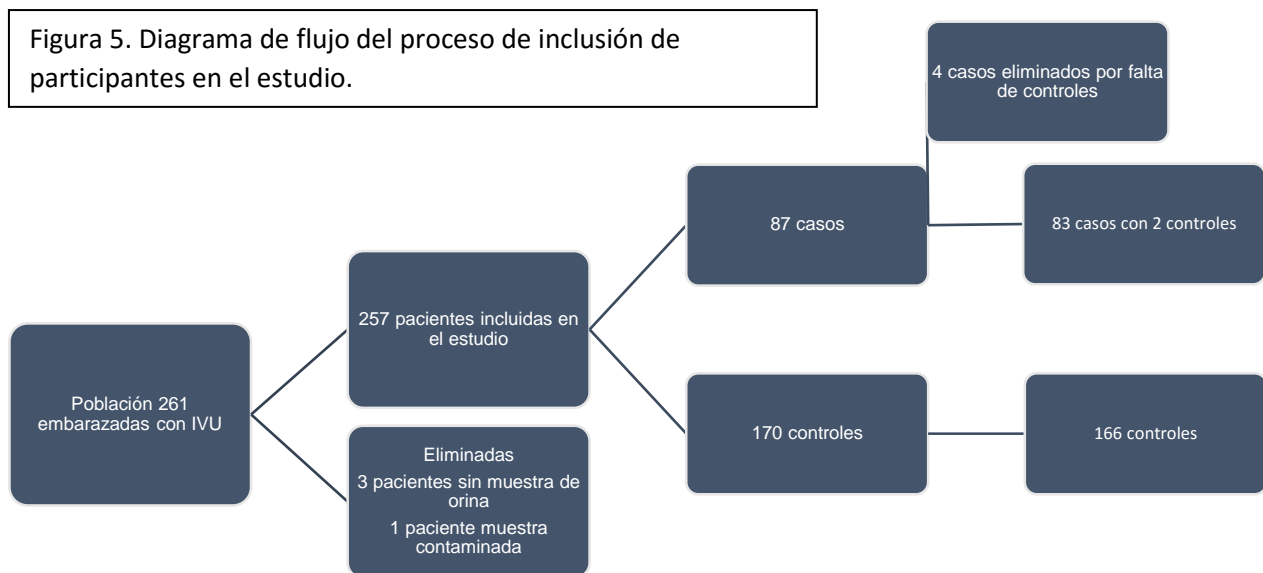 Figura 5. Diagrama de flujo del proceso de inclusión de
participantes en el estudio.
Población 261
embarazadas con IVU
257 pacientes incluidas en
el estudio
Eliminadas
3 pacientes sin muestra de
orina
1 paciente muestra
contaminada
87 casos
4 casos eliminados por falta
de controles
83 casos con 2 controles
170 controles
166 controles